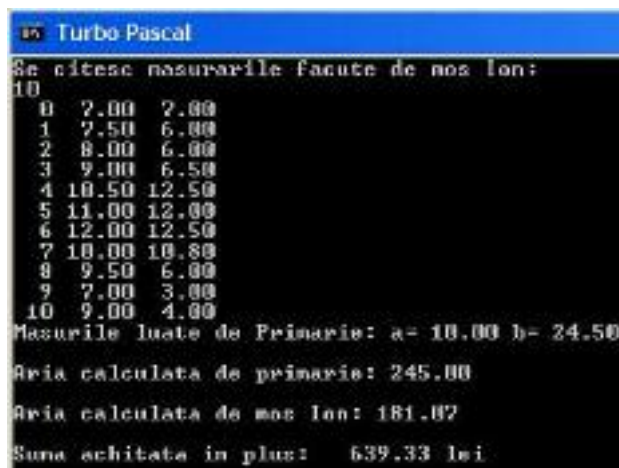 Turbo Pascal
Se citesc masurarile facute de mos Ion:
10
0 7.00 7.00
1 7.50 6.00
2 8.00 6.00
3 9.00 6.50
4 10.50 12.50
5 11.00 12.00
6 12.00 12.50
7 10.00 10.80
8 9.50 6.00
9 7.00 3.00
10 9.00 4.00
Masurile luate de Primarie: a= 10.00 b= 24.50
Aria calculata de primarie: 245.00
Aria calculata de mos Ion: 181.07
Suma achitata in plus: 639.33 lei